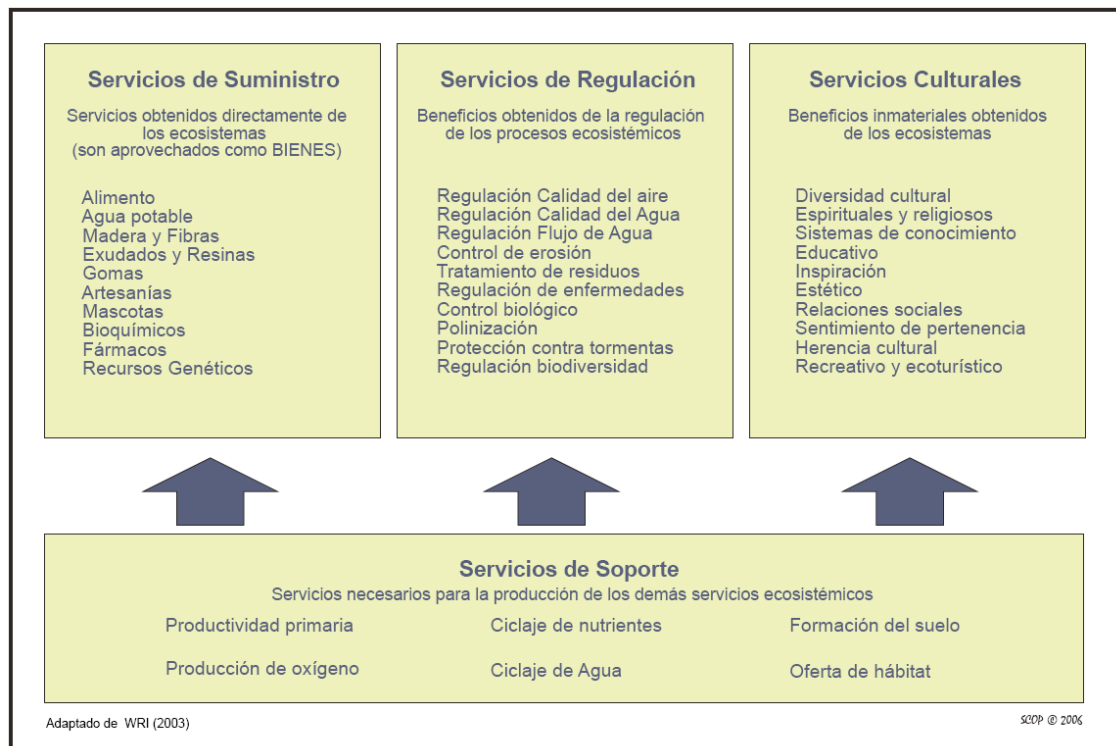 Servicios de Suministro
Servicios obtenidos directamente de
los ecosistemas
(son aprovechados como BIENES)
Alimento
Agua potable
Madera y Fibras
Exudados y Resinas
Gomas
Artesanías
Mascotas
Bioquímicos
Fármacos
Recursos Genéticos
Servicios de Regulación
Beneficios obtenidos de la regulación
de los procesos ecosistémicos
Regulación Calidad del aire
Regulación Calidad del Agua
Regulación Flujo de Agua
Control de erosión
Tratamiento de residuos
Regulación de enfermedades
Control biológico
Polinización
Protección contra tormentas
Regulación biodiversidad
Servicios Culturales
Beneficios inmateriales obtenidos
de los ecosistemas
Diversidad cultural
Espirituales y religiosos
Sistemas de conocimiento
Educativo
Inspiración
Estético
Relaciones sociales
Sentimiento de pertenencia
Herencia cultural
Recreativo y ecoturístico
Servicios de Soporte
Servicios necesarios para la producción de los demás servicios ecosistémicos
Productividad primaria
Ciclaje de nutrientes
Formación del suelo
Producción de oxígeno
Ciclaje de Agua
Oferta de hábitat
Adaptado de WRI (2003)
SCOP © 2006